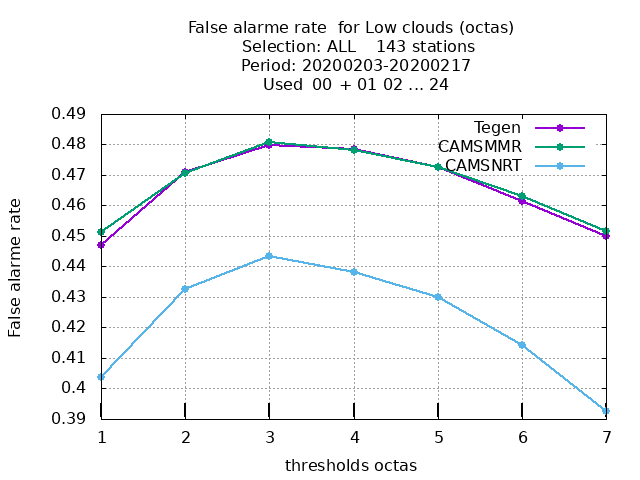 False alarme rate  for Low clouds (octas)
Selection: ALL    143 stations
Period: 20200203-20200217
Used  00 + 01 02 ... 24
0.49
0.48
0.47
0.46
0.45
0.44
0.43
0.42
0.41
0.4
0.39
False alarme rate
Tegen
CAMSMMR
CAMSNRT
1 2 3 4 5 6 7
thresholds octas